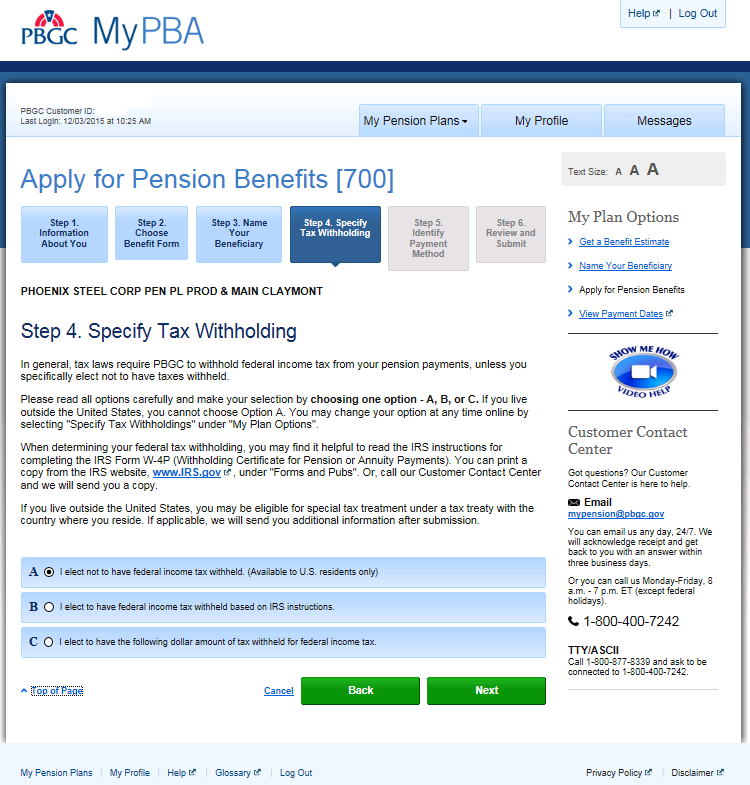 Help | Log Out
PBGC MyPBA
PBGC Customer ID:
Last Login: 12/03/2015 at 10:25 AM
My Pension Plans
My Profile
Messages
Apply for Pension Benefits [700]
Step 1.
Information
About You
Step 2.
Choose
Benefit Form
Step 3. Name
Your
Beneficiary
Step 4. Specify
Tax Withholding
Step 5.
Identify
Payment
Method
Step 6.
Review and
Submit
PHOENIX STEEL CORP PEN PL PROD & MAIN CLAYMONT
Step 4. Specify Tax Withholding
In general, tax laws require PBGC to withhold federal income tax from your pension payments, unless you
specifically elect not to have taxes withheld.
Please read all options carefully and make your selection by choosing one option - A, B, or C. If you live
outside the United States, you cannot choose Option A. You may change your option at any time online by
selecting "Specify Tax Withholdings" under "My Plan Options".
When determining your federal tax withholding, you may find it helpful to read the IRS instructions for
completing the IRS Form W-4P (Withholding Certificate for Pension or Annuity Payments). You can print a
copy from the IRS website, www.IRS.gov , under "Forms and Pubs". Or, call our Customer Contact Center
and we will send you a copy.
If you live outside the United States, you may be eligible for special tax treatment under a tax treaty with the
country where you reside. If applicable, we will send you additional information after submission.
A I elect not to have federal income tax withheld. (Available to U.S. residents only)
B I elect to have federal income tax withheld based on IRS instructions.
C I elect to have the following dollar amount of tax withheld for federal income tax.
Top of Page
Cancel
Back
Next
Text Size: A A A
My Plan Options
Get a Benefit Estimate
Name Your Beneficiary
Apply for Pension Benefits
View Payment Dates
SHOW ME HOW
VIDEO HELP
Customer Contact
Center
Got questions? Our Customer
Contact Center is here to help.
Email
mypension@pbgc.gov
You can email us any day, 24/7. We
will acknowledge receipt and get
back to you with an answer within
three business days.
Or you can call us Monday-Friday, 8
a.m. - 7 p.m. ET (except federal
holidays).
1-800-400-7242
TTY/ASCII
Call 1-800-877-8339 and ask to be
connected to 1-800-400-7242.
My Pension Plans | My Profile | Help | Glossary | Log Out
Privacy Policy | Disclaimer